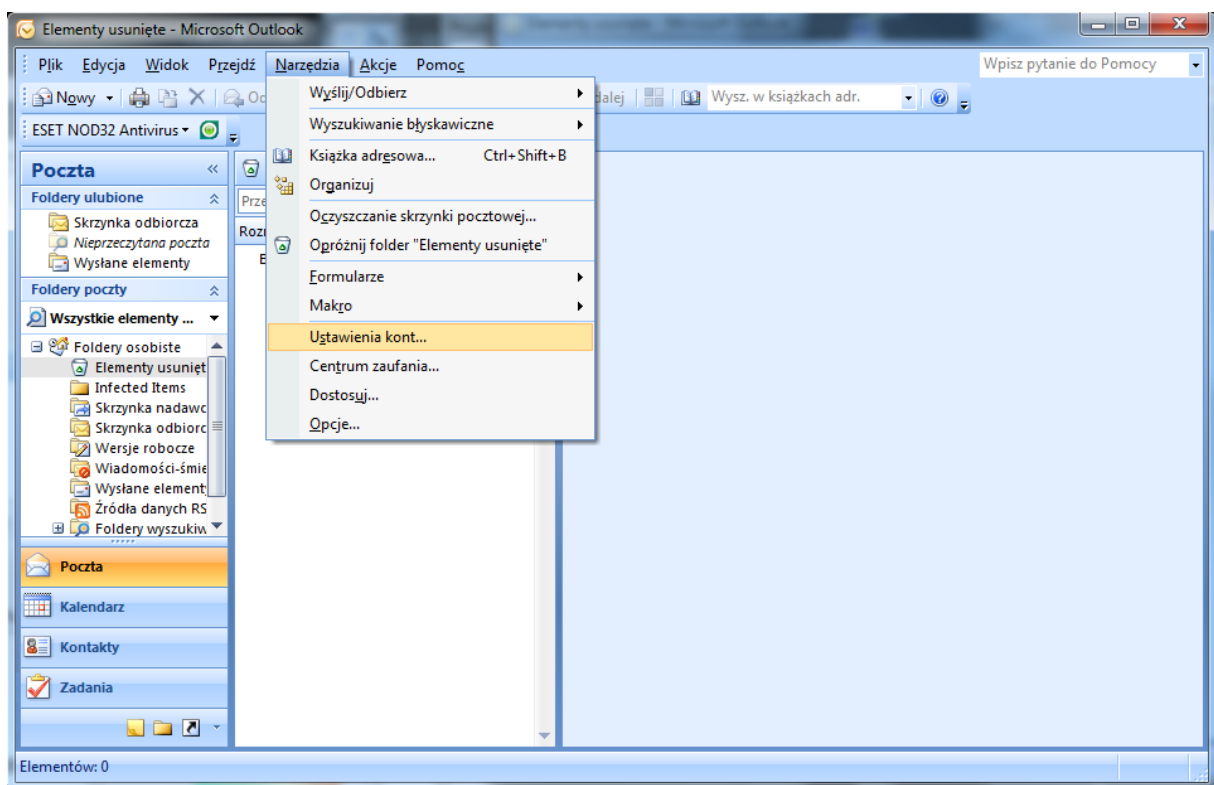 Elementy usunięte - Microsoft Outlook
Plik Edycja Widok Przejdź Narzędzia Akcje Pomoc
Wpisz pytanie do Pomocy
Nowy
Wysz. w książkach adr.
ESET NOD32 Antivirus
Wyślij/Odbierz
Wyszukiwanie błyskawiczne
Książka adresowa... Ctrl+Shift+B
Organizuj
Oczyszczanie skrzynki pocztowej...
Opróżnij folder "Elementy usunięte"
Formularze
Makro
Ustawienia kont...
Centrum zaufania...
Dostosuj...
Opcje...
Poczta
Foldery ulubione
Skrzynka odbiorcza
Nieprzeczytana poczta
Wysłane elementy
Foldery poczty
Wszystkie elementy ...
Foldery osobiste
Elementy usunięt
Infected Items
Skrzynka nadawc
Skrzynka odbiorc
Wersje robocze
Wiadomości-śmie
Wysłane element
Źródła danych RS
Foldery wyszukiw
Poczta
Kalendarz
Kontakty
Zadania
Elementów: 0